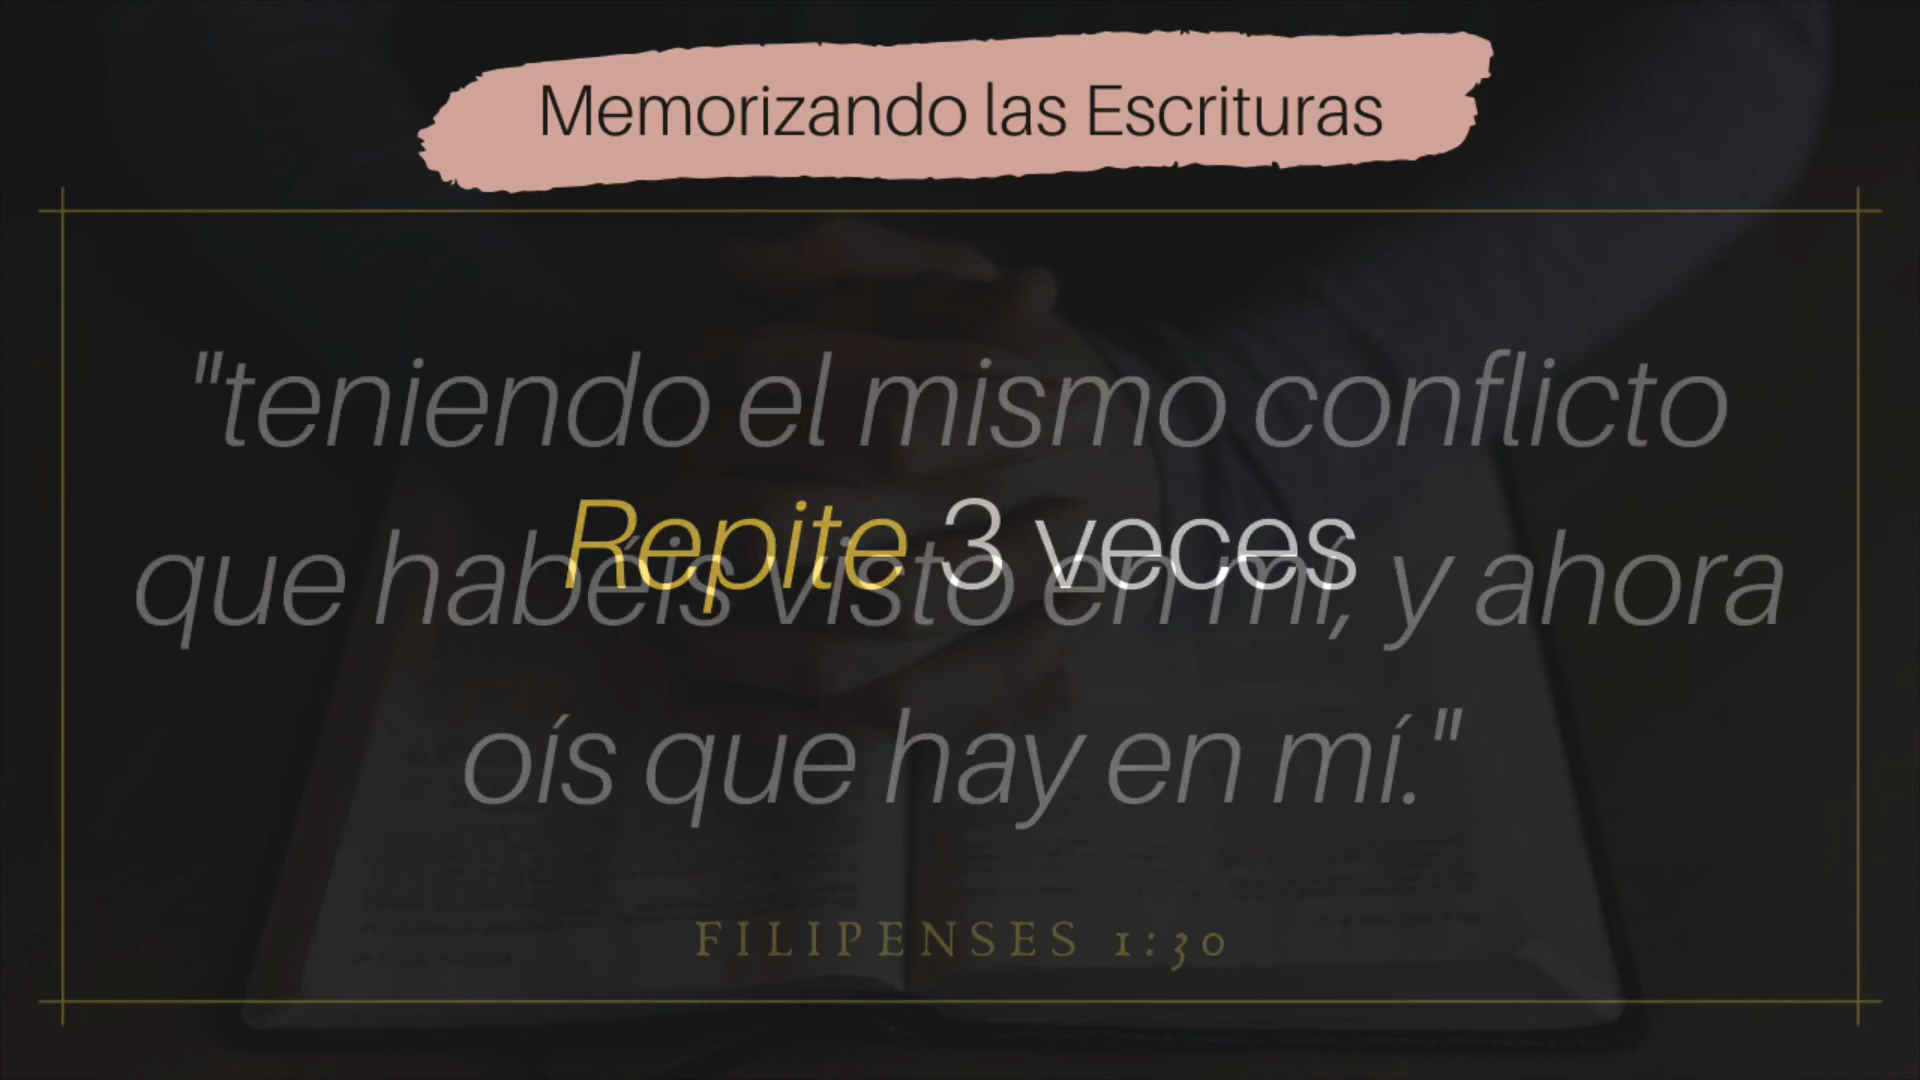 Memorizando las Escrituras
"teniendo el mismo conflicto
Repite 3 veces
que habéis visto en mí, y ahora
oís que hay en mí."
FILIPENSES 1:30